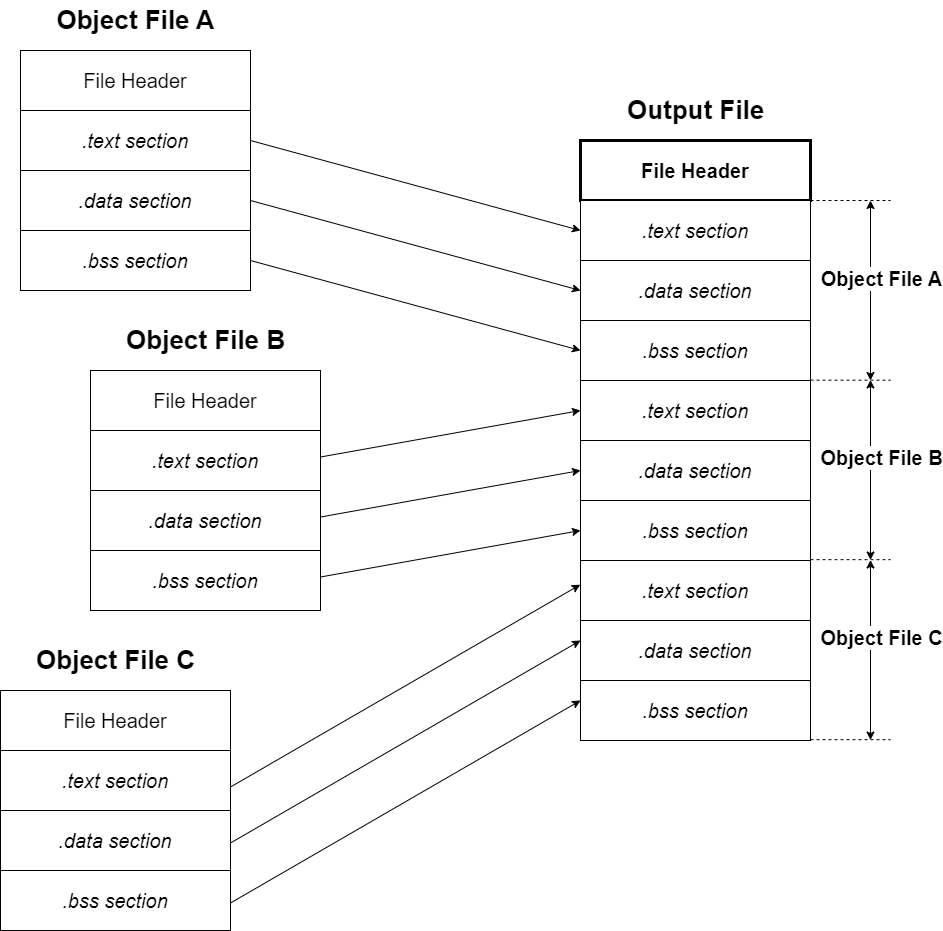 Object File A
File Header
.text section
.data section
.bss section
Object File B
File Header
.text section
.data section
.bss section
Object File C
File Header
.text section
.data section
.bss section
Output File
File Header
.text section
.data section
.bss section
.text section
.data section
.bss section
.text section
.data section
.bss section
Object File A
Object File B
Object File C